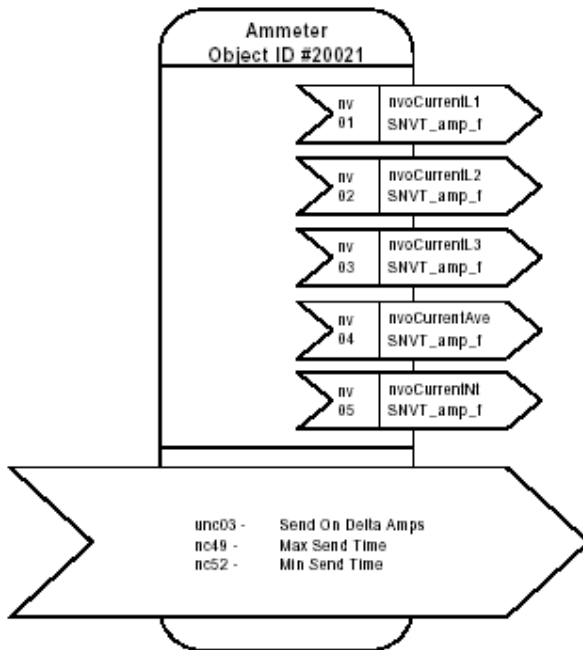 Ammeter
Object ID #20021
nv nvoCurrentL1
01 SNVT_amp_f
nv nvoCurrentL2
02 SNVT_amp_f
nv nvoCurrentL3
03 SNVT_amp_f
nv nvoCurrentAve
04 SNVT_amp_f
nv nvoCurrentNt
05 SNVT_amp_f
unc03 - Send On Delta Amps
nc49 - Max Send Time
nc52 - Min Send Time